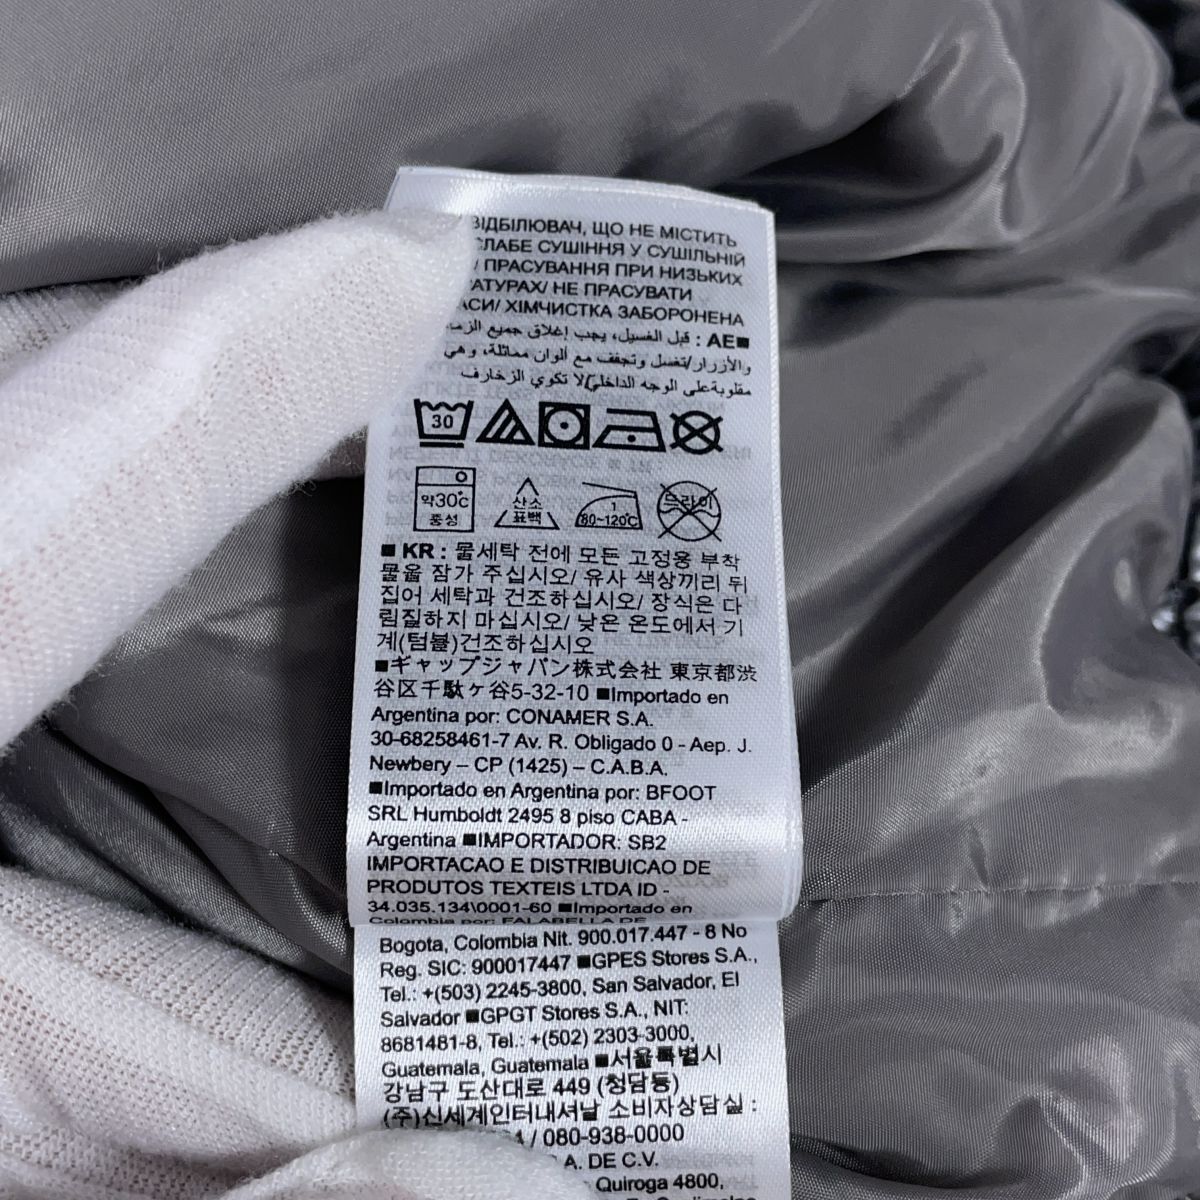 ВІДБІЛЮВАЧ, ЩО НЕ МІСТИТЬ
СЛАБЕ СУШІННЯ У СУШІЛЬНІЙ
/ ПРАСУВАННЯ ПРИ НИЗЬКИХ
АТУРАХ/ НЕ ПРАСУВАТИ
АСИ/ ХІМЧИСТКА ЗАБОРОНЕНА
■AE : قبل الغسيل، يجب إغلاق جميع
والأزرار/تغسل وتجفف مع ألوان مماثلة، وهي
مقلوبة على الوجه الداخلي/لا تكوي الزخارف
30
약30℃ 중성 산소 표백 1 80~120℃ 드라이
■ KR : 물세탁 전에 모든 고정용 부착
물을 잠가 주십시오/ 유사 색상끼리 뒤
집어 세탁과 건조하십시오/ 장식은 다
림질하지 마십시오/ 낮은 온도에서 기
계(텀블)건조하십시오
■ギャップジャパン株式会社 東京都渋
谷区千駄ヶ谷5-32-10 ■Importado en
Argentina por: CONAMER S.A.
30-68258461-7 Av. R. Obligado 0 - Aep. J.
Newbery – CP (1425) – C.A.B.A.
■Importado en Argentina por: BFOOT
SRL Humboldt 2495 8 piso CABA -
Argentina ■IMPORTADOR: SB2
IMPORTACAO E DISTRIBUICAO DE
PRODUTOS TEXTEIS LTDA ID -
34.035.134\0001-60 ■Importado en
Colombia por: FALABELLA DE
Bogota, Colombia Nit. 900.017.447 - 8 No
Reg. SIC: 900017447 ■GPES Stores S.A.,
Tel.: +(503) 2245-3800, San Salvador, El
Salvador ■GPGT Stores S.A., NIT:
8681481-8, Tel.: +(502) 2303-3000,
Guatemala, Guatemala ■서울특별시
강남구 도산대로 449 (청담동)
(주)신세계인터내셔날 소비자상담실 :
/ 080-938-0000
A. DE C.V.
Quiroga 4800,